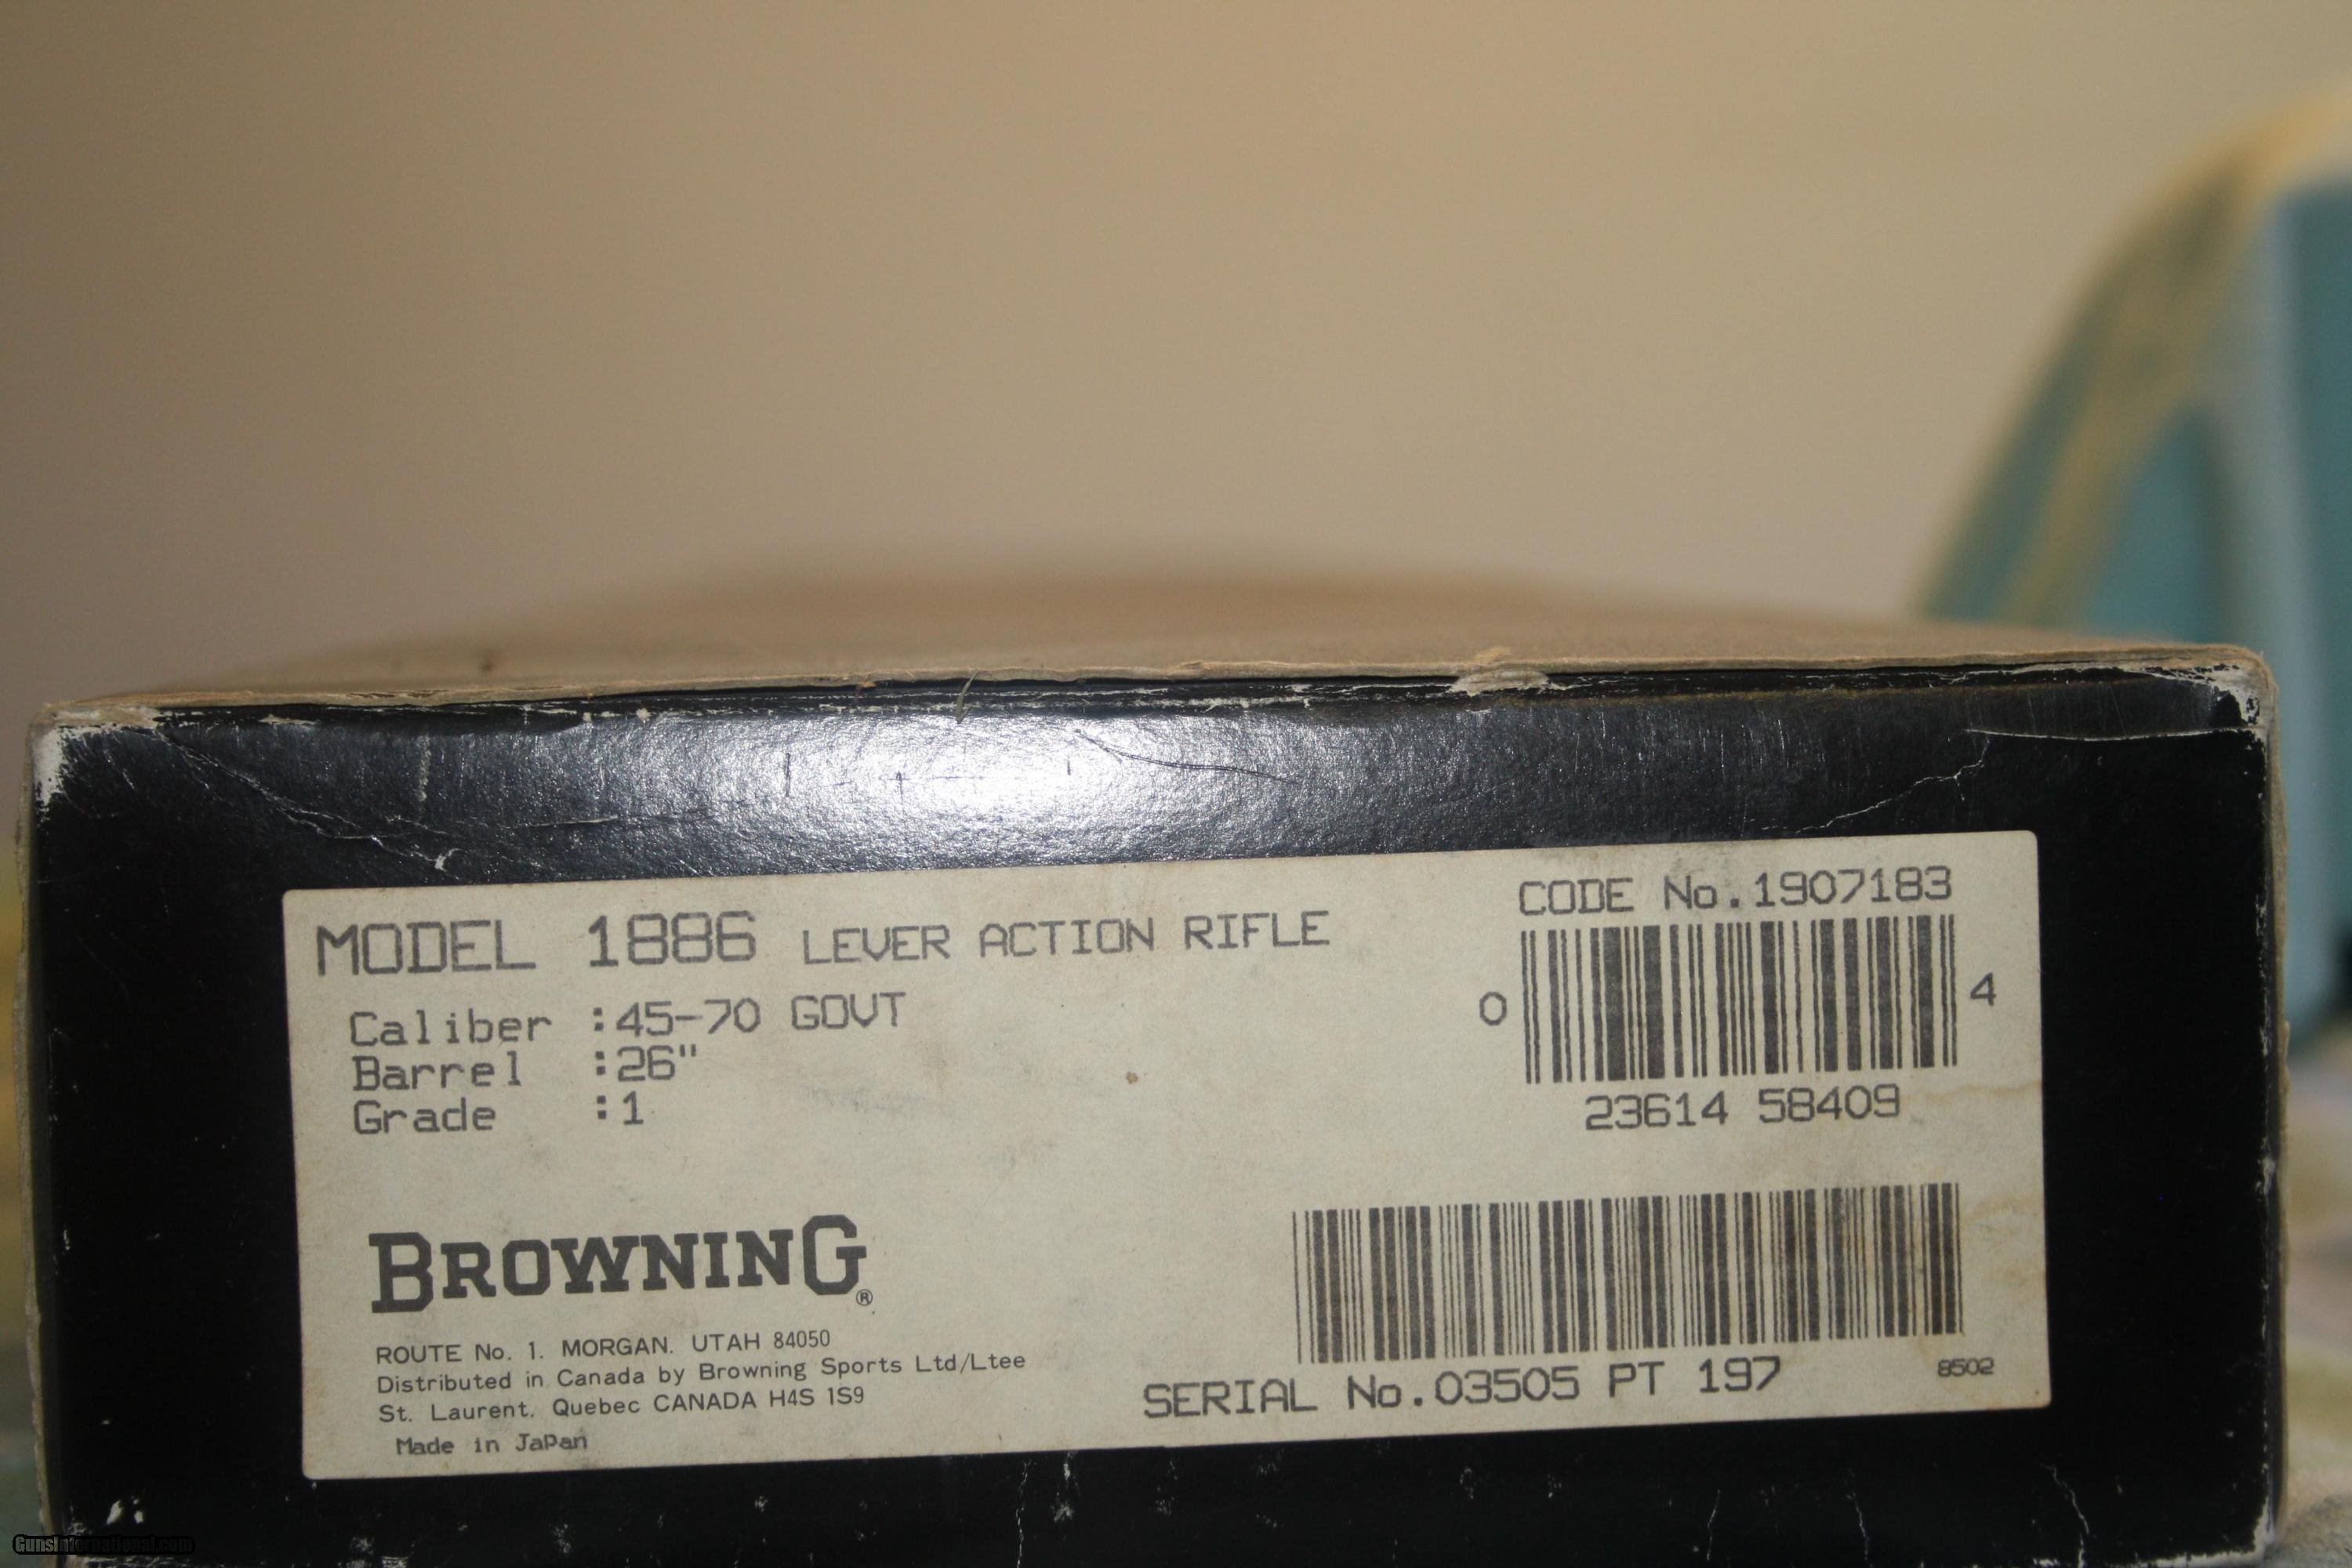 MODEL 1886 LEVER ACTION RIFLE
Caliber :45-70 GOVT
Barrel :26"
Grade :1
CODE No.1907183
0 4
23614 58409
BROWNING®
ROUTE No. 1. MORGAN. UTAH 84050
Distributed in Canada by Browning Sports Ltd/Ltee
St. Laurent. Quebec CANADA H4S 1S9
Made in JaPan
SERIAL No.03505 PT 197
8502
GunsInternational.com